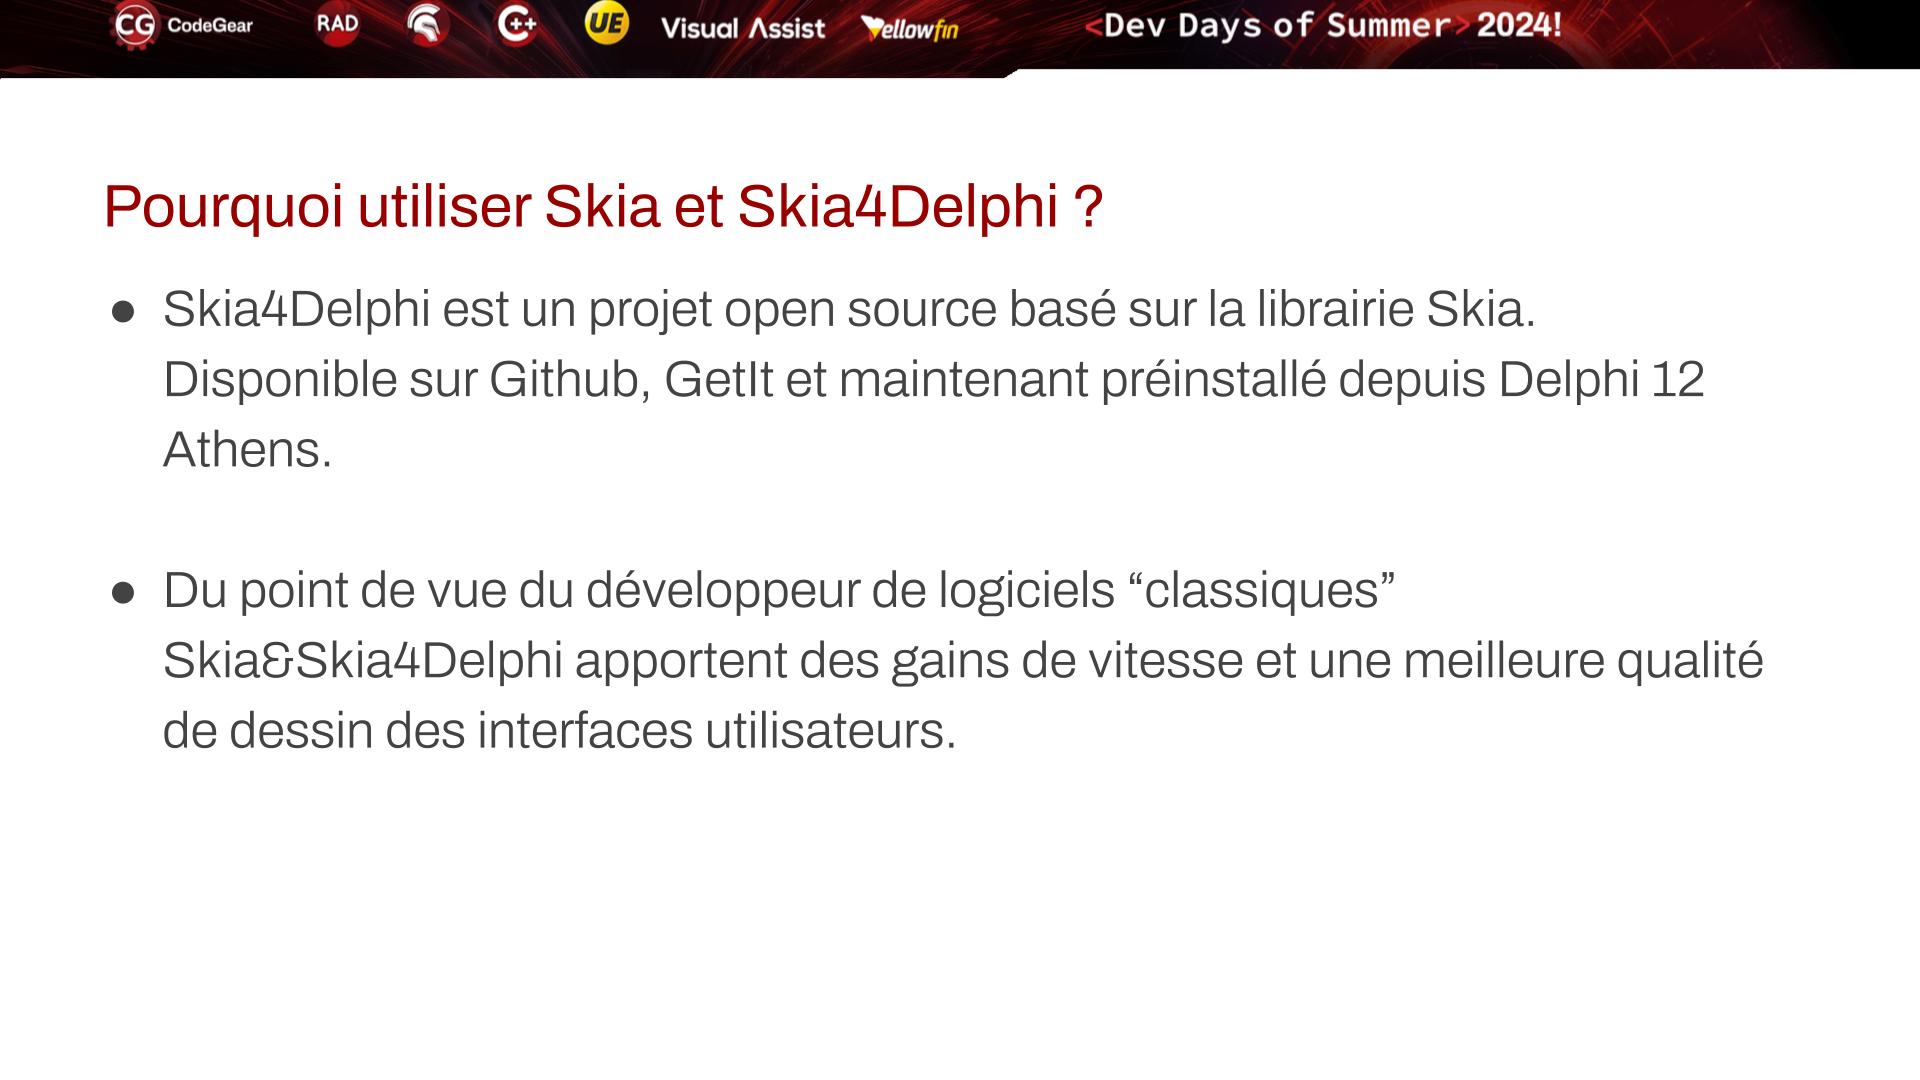 CG CodeGear RAD C++ UE Visual Assist Yellowfin <Dev Days of Summer> 2024!
Pourquoi utiliser Skia et Skia4Delphi ?
● Skia4Delphi est un projet open source basé sur la librairie Skia.
Disponible sur Github, GetIt et maintenant préinstallé depuis Delphi 12
Athens.
● Du point de vue du développeur de logiciels “classiques”
Skia&Skia4Delphi apportent des gains de vitesse et une meilleure qualité
de dessin des interfaces utilisateurs.